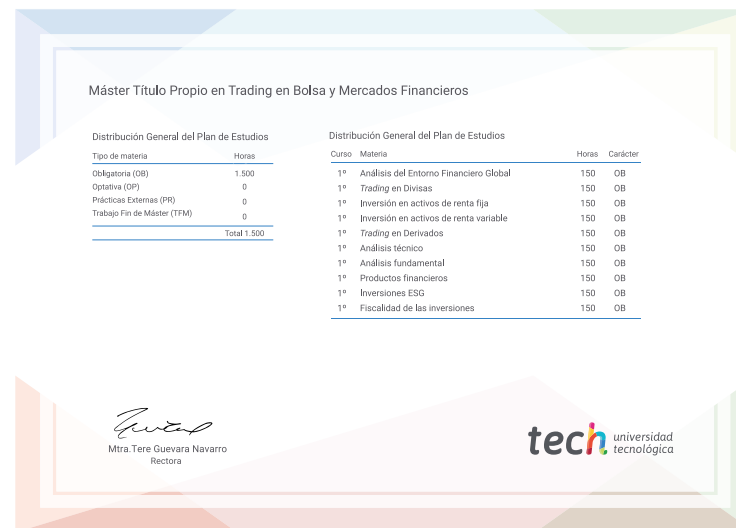 Máster Título Propio en Trading en Bolsa y Mercados Financieros
Distribución General del Plan de Estudios
Tipo de materia Horas
Obligatoria (OB) 1.500
Optativa (OP) 0
Prácticas Externas (PR) 0
Trabajo Fin de Máster (TFM) 0
Total 1.500
Distribución General del Plan de Estudios
Curso Materia Horas Carácter
1º Análisis del Entorno Financiero Global 150 OB
1º Trading en Divisas 150 OB
1º Inversión en activos de renta fija 150 OB
1º Inversión en activos de renta variable 150 OB
1º Trading en Derivados 150 OB
1º Análisis técnico 150 OB
1º Análisis fundamental 150 OB
1º Productos financieros 150 OB
1º Inversiones ESG 150 OB
1º Fiscalidad de las inversiones 150 OB
Mtra.Tere Guevara Navarro
Rectora
tech universidad
tecnológica